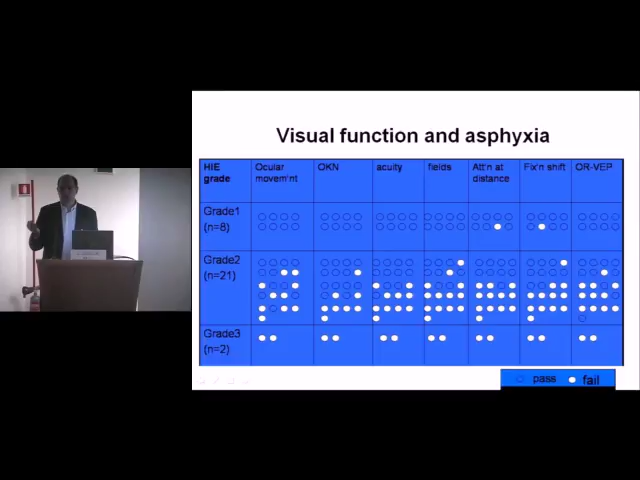 Visual function and asphyxia
HIE grade
Ocular movem'nt
OKN
acuity
fields
Att'n at distance
Fix'n shift
OR-VEP
Grade1 (n=8)
Grade2 (n=21)
Grade3 (n=2)
pass
fail